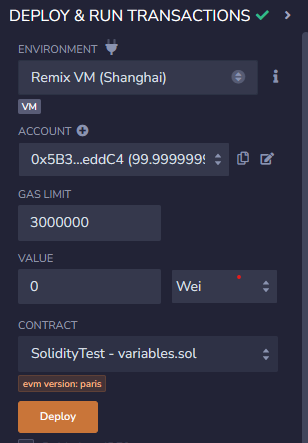 DEPLOY & RUN TRANSACTIONS
ENVIRONMENT
Remix VM (Shanghai)
VM
ACCOUNT
0x5B3...eddC4 (99.9999999
GAS LIMIT
3000000
VALUE
0 Wei
CONTRACT
SolidityTest - variables.sol
evm version: paris
Deploy